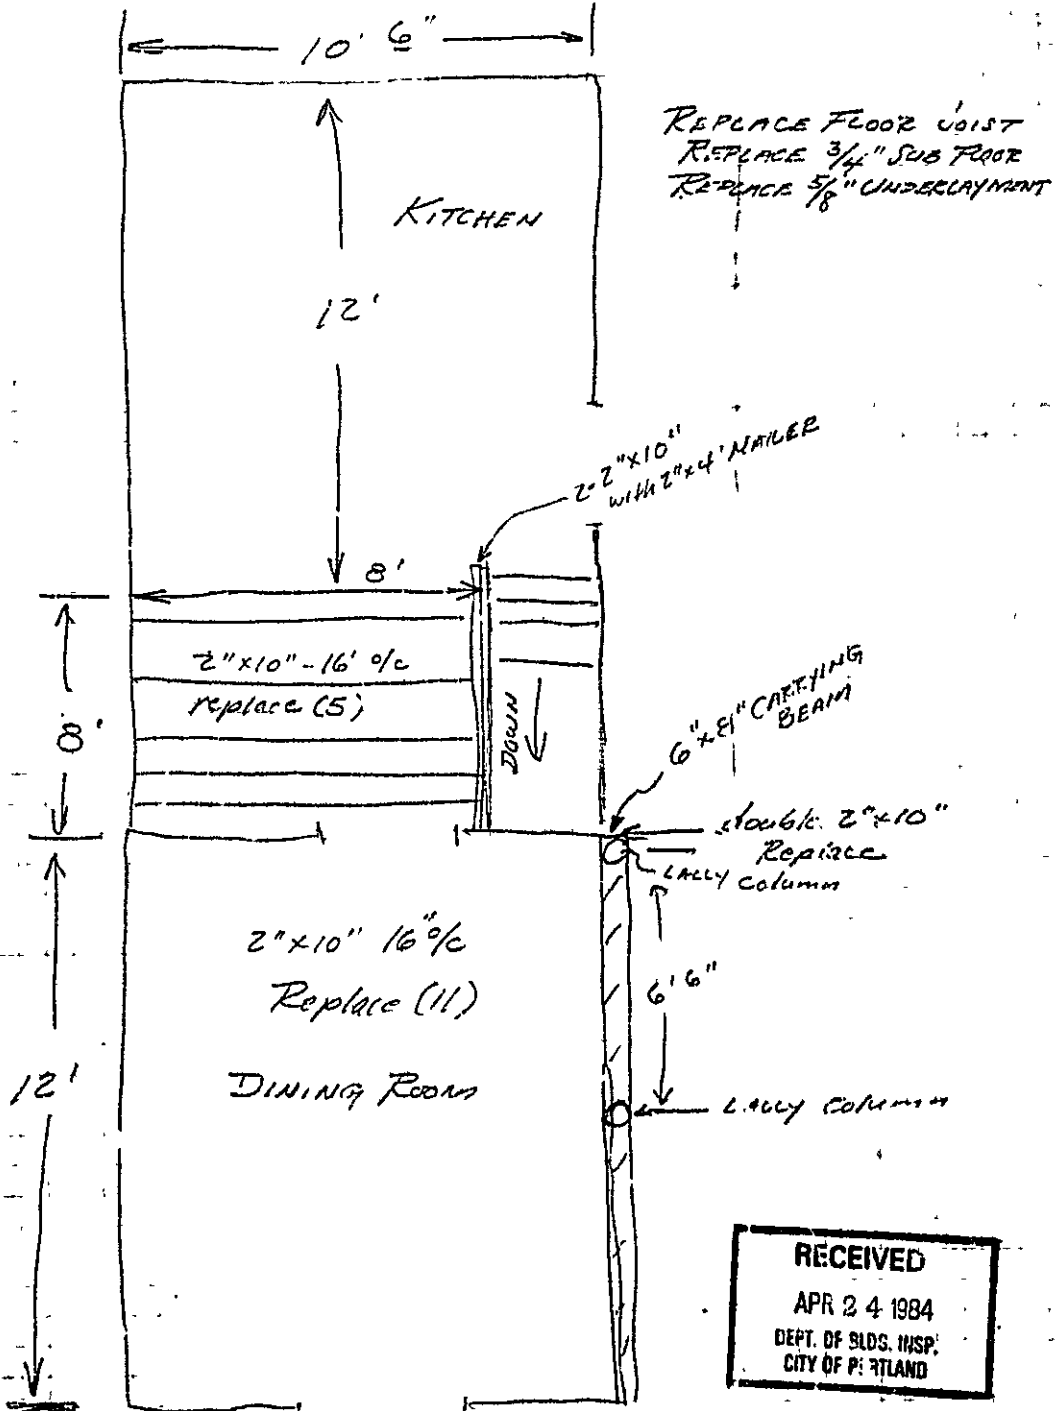 10' 6"
REPLACE FLOOR JOIST
REPLACE 3/4" SUB FLOOR
REPLACE 5/8" UNDERLAYMENT
KITCHEN
12'
2-2"x10"
with 2"x4" NAILER
8'
2"x10"-16' o/c
replace (5)
8'
DOWN
6"x8" CARRYING
BEAM
double 2"x10"
Replace
LALLY Column
2"x10" 16" o/c
Replace (11)
6'6"
12'
DINING ROOM
LALLY Column
RECEIVED
APR 24 1984
DEPT. OF BLDG. INSP.
CITY OF PORTLAND